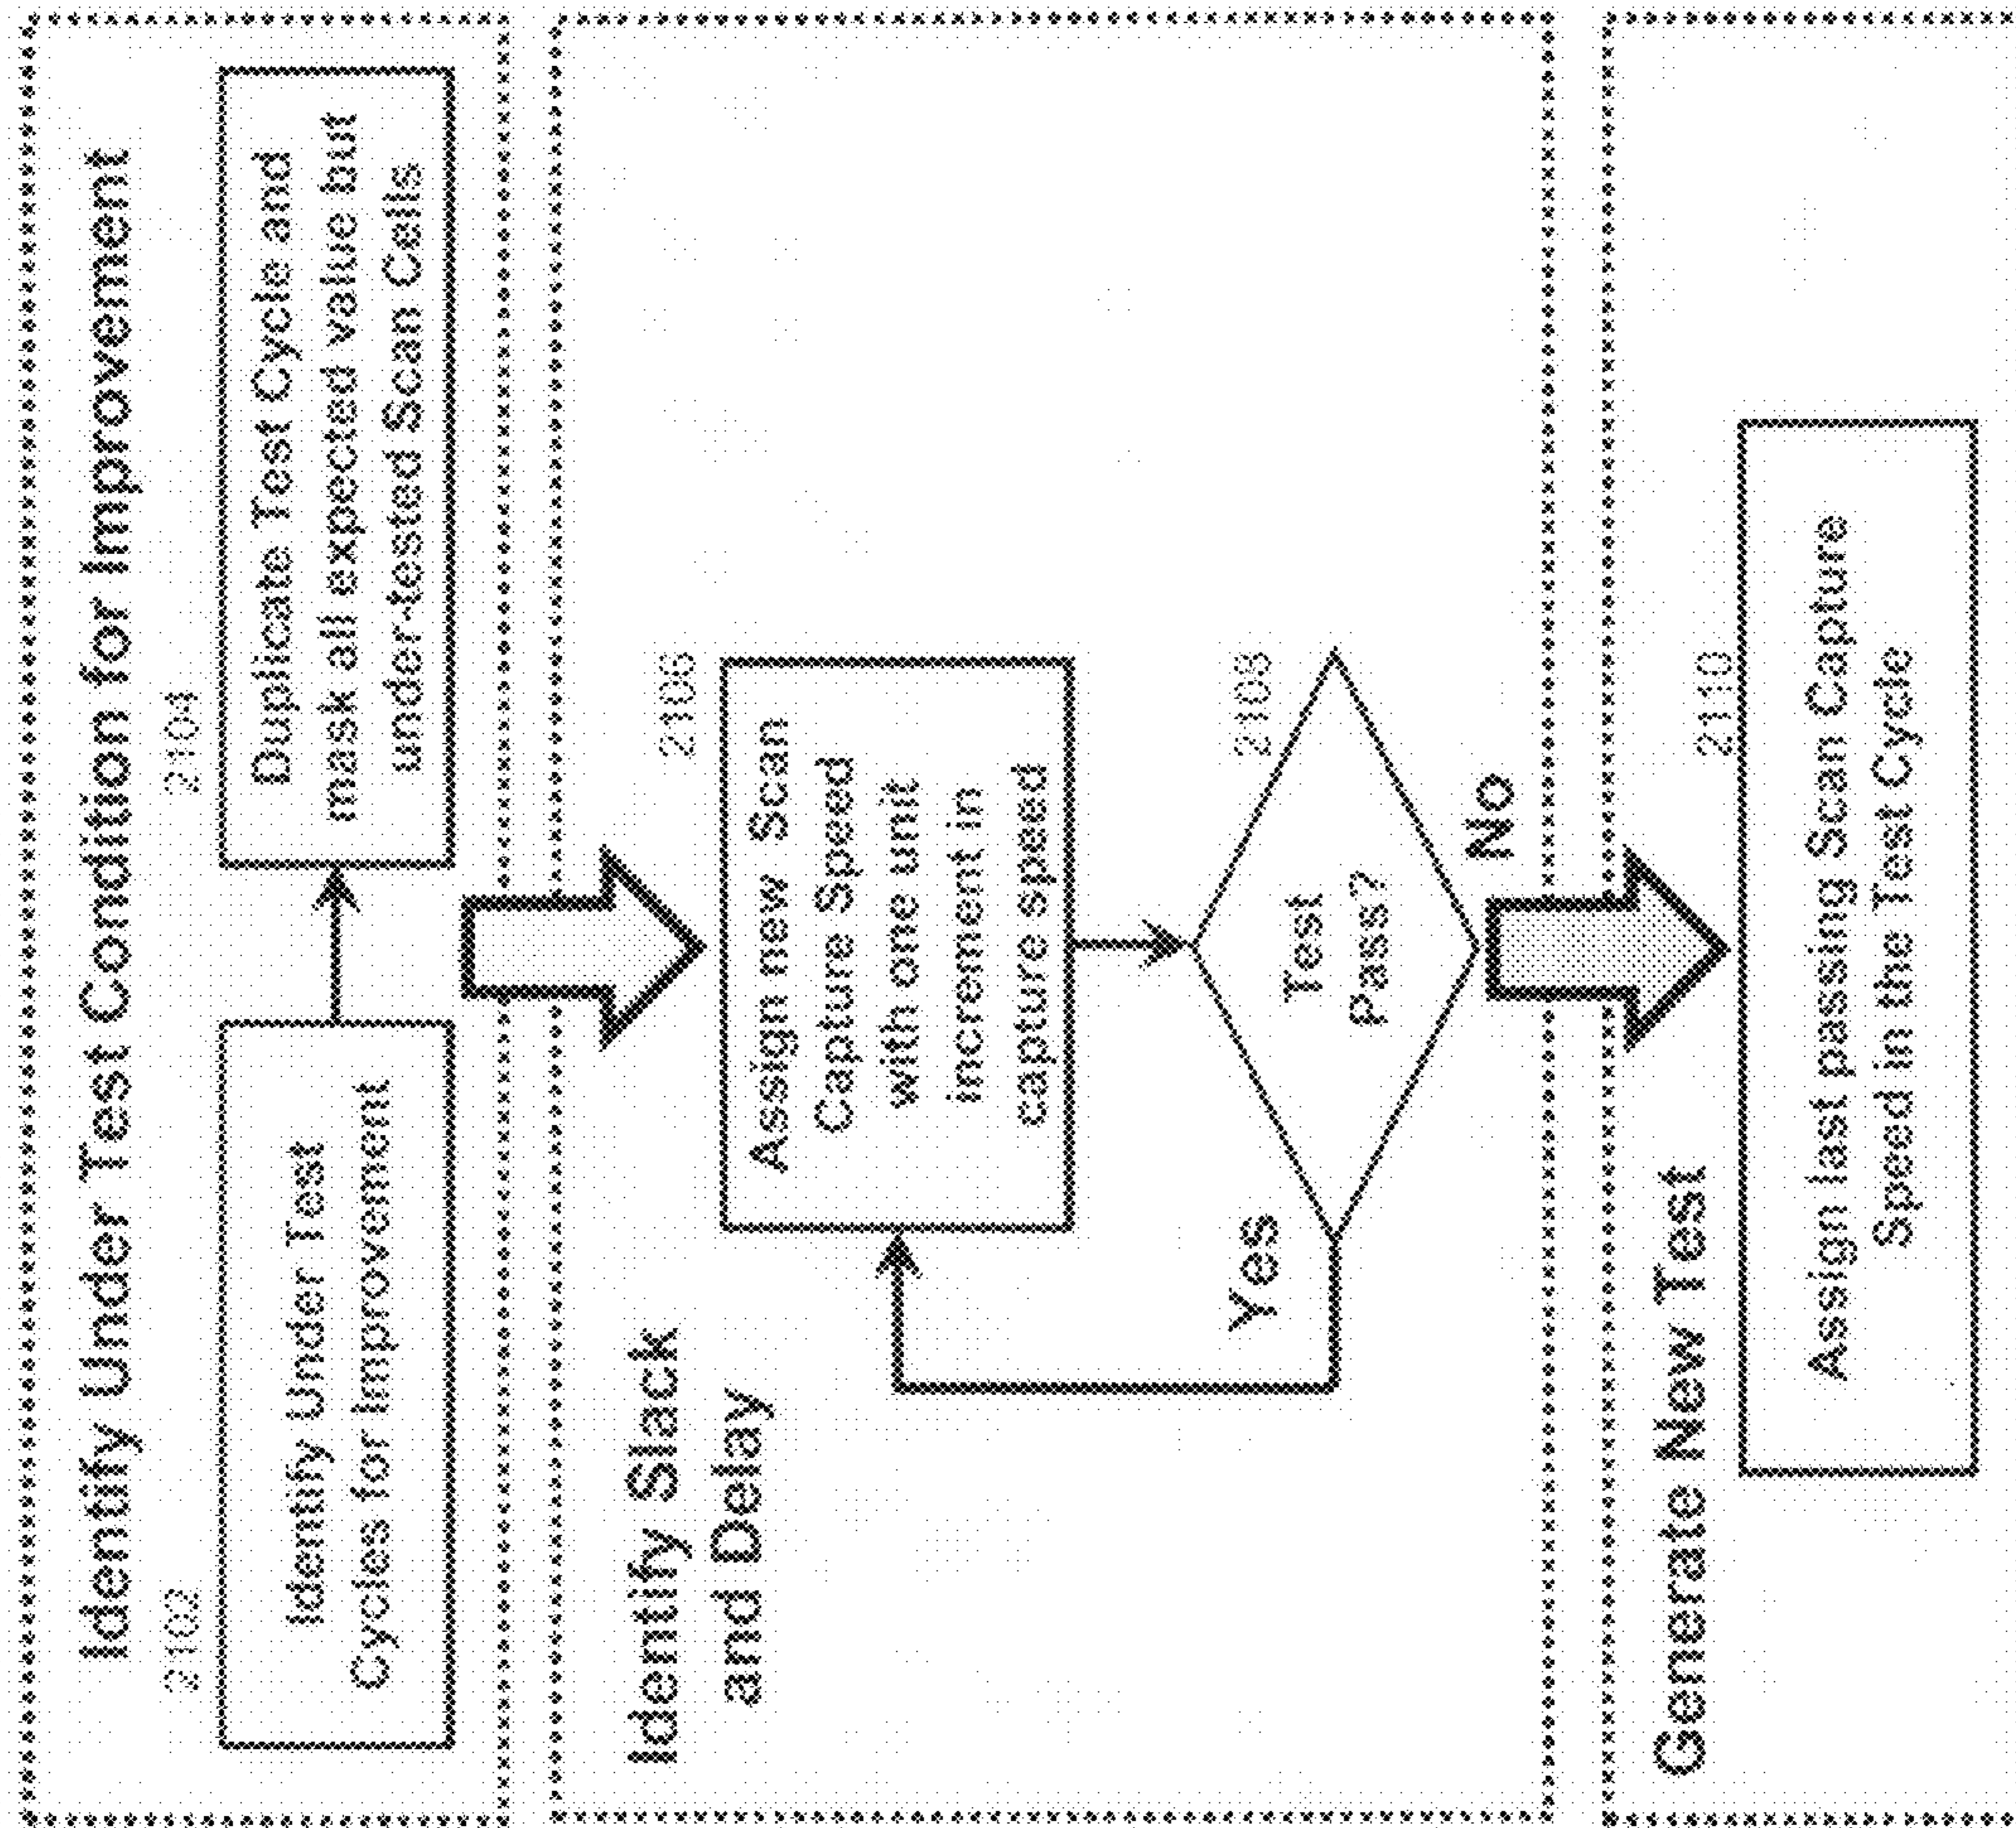 Identify Under Test Condition for Improvement
2102
Identify Under Test
Cycles for Improvement
2104
Duplicate Test Cycle and
mask all expected value but
under-tested Scan Cells
Identify Slack
and Delay
2106
Assign new Scan
Capture Speed
with one unit
increment in
capture speed
2108
Test
Pass?
Yes
No
Generate New Test
2110
Assign last passing Scan Capture
Speed in the Test Cycle